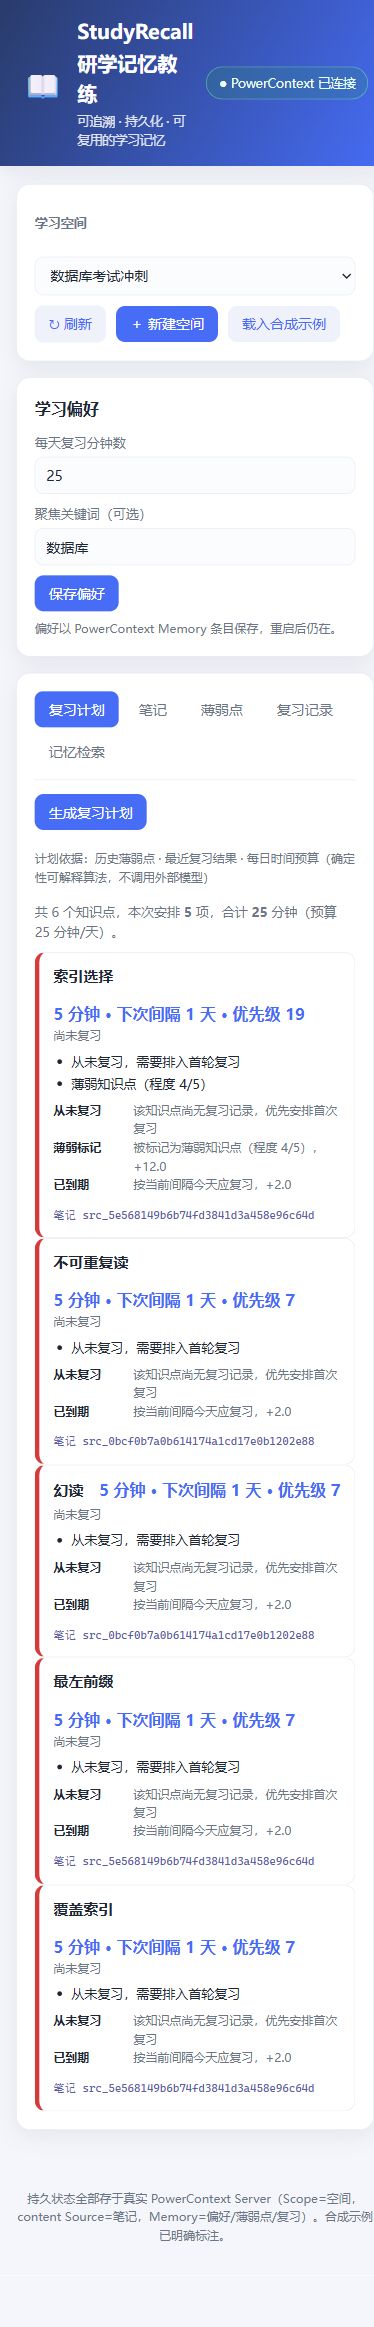 StudyRecall
研学记忆教
练
可追溯 · 持久化 · 可
复用的学习记忆
● PowerContext 已连接
学习空间
数据库考试冲刺
↻ 刷新
＋ 新建空间
载入合成示例
学习偏好
每天复习分钟数
25
聚焦关键词（可选）
数据库
保存偏好
偏好以 PowerContext Memory 条目保存，重启后仍在。
复习计划
笔记
薄弱点
复习记录
记忆检索
生成复习计划
计划依据：历史薄弱点 · 最近复习结果 · 每日时间预算（确定
性可解释算法，不调用外部模型）
共 6 个知识点，本次安排 5 项，合计 25 分钟（预算
25 分钟/天）。
索引选择
5 分钟 • 下次间隔 1 天 • 优先级 19
尚未复习
• 从未复习，需要排入首轮复习
• 薄弱知识点（程度 4/5）
从未复习 该知识点尚无复习记录，优先安排首次
复习
薄弱标记 被标记为薄弱知识点（程度 4/5），
+12.0
已到期 按当前间隔今天应复习，+2.0
笔记 src_5e568149b6b74fd3841d3a458e96c64d
不可重复读
5 分钟 • 下次间隔 1 天 • 优先级 7
尚未复习
• 从未复习，需要排入首轮复习
从未复习 该知识点尚无复习记录，优先安排首次
复习
已到期 按当前间隔今天应复习，+2.0
笔记 src_0bcf0b7a0b614174a1cd17e0b1202e88
幻读 5 分钟 • 下次间隔 1 天 • 优先级 7
尚未复习
• 从未复习，需要排入首轮复习
从未复习 该知识点尚无复习记录，优先安排首次
复习
已到期 按当前间隔今天应复习，+2.0
笔记 src_0bcf0b7a0b614174a1cd17e0b1202e88
最左前缀
5 分钟 • 下次间隔 1 天 • 优先级 7
尚未复习
• 从未复习，需要排入首轮复习
从未复习 该知识点尚无复习记录，优先安排首次
复习
已到期 按当前间隔今天应复习，+2.0
笔记 src_5e568149b6b74fd3841d3a458e96c64d
覆盖索引
5 分钟 • 下次间隔 1 天 • 优先级 7
尚未复习
• 从未复习，需要排入首轮复习
从未复习 该知识点尚无复习记录，优先安排首次
复习
已到期 按当前间隔今天应复习，+2.0
笔记 src_5e568149b6b74fd3841d3a458e96c64d
持久状态全部存于真实 PowerContext Server（Scope=空间，
content Source=笔记，Memory=偏好/薄弱点/复习）。合成示例
已明确标注。